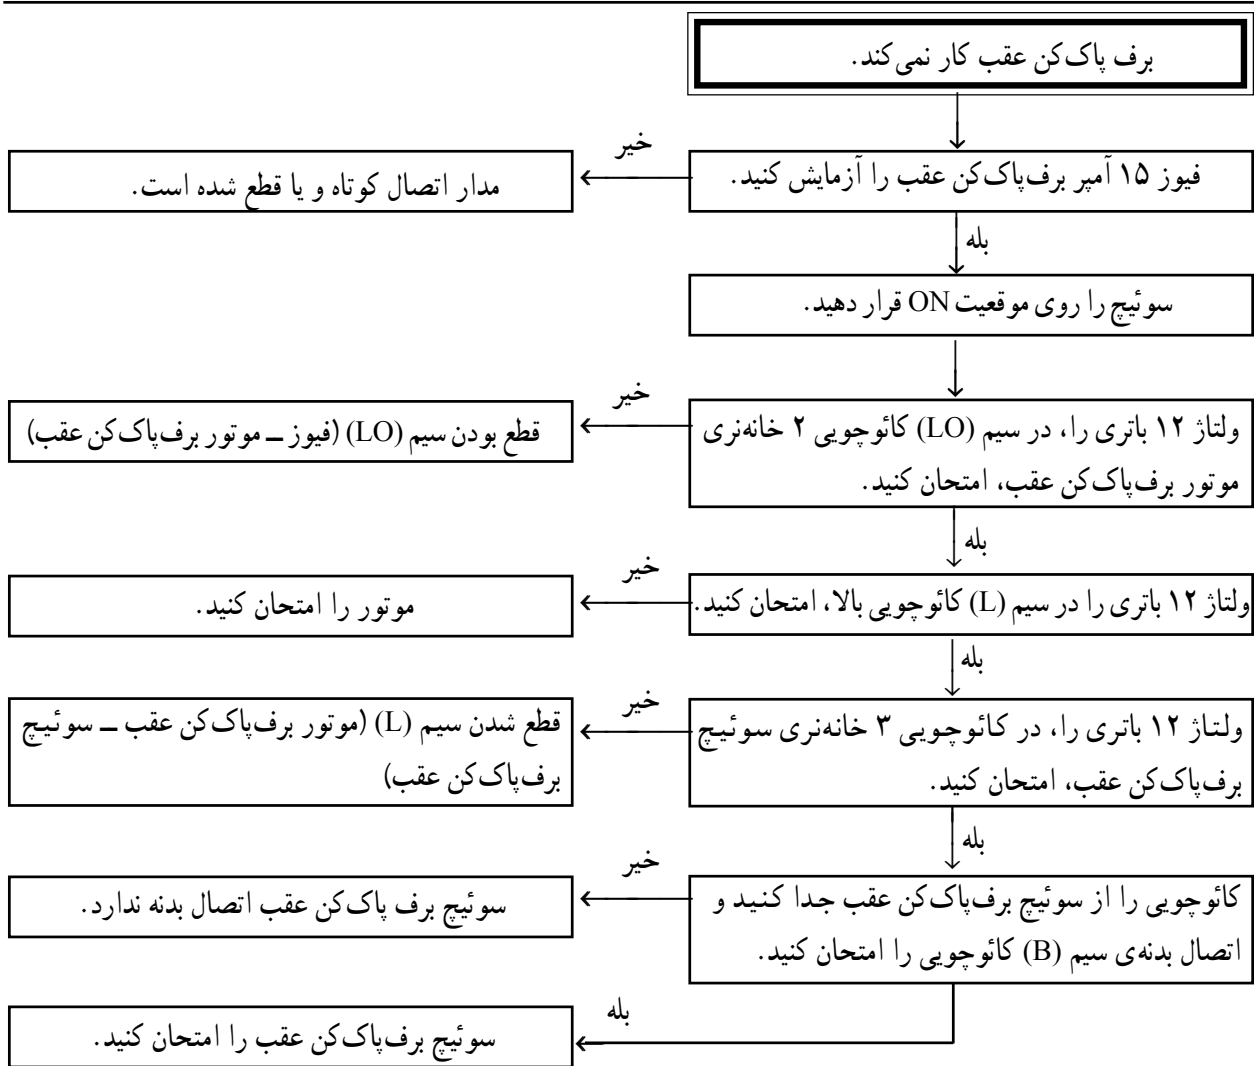 برف پاک‌کن عقب کار نمی‌کند.
خیر
فیوز ۱۵ آمپر برف‌پاک‌کن عقب را آزمایش کنید.
مدار اتصال کوتاه و یا قطع شده است.
بله
سوئیچ را روی موقعیت ON قرار دهید.
خیر
ولتاژ ۱۲ باتری را، در سیم (LO) کائوچویی ۲ خانه‌نری
موتور برف‌پاک‌کن عقب، امتحان کنید.
قطع بودن سیم (LO) (فیوز ــ موتور برف‌پاک‌کن عقب)
بله
خیر
ولتاژ ۱۲ باتری را در سیم (L) کائوچویی بالا، امتحان کنید.
موتور را امتحان کنید.
بله
خیر
ولتاژ ۱۲ باتری را، در کائوچویی ۳ خانه‌نری سوئیچ
برف‌پاک‌کن عقب، امتحان کنید.
قطع شدن سیم (L) (موتور برف‌پاک‌کن عقب ــ سوئیچ
برف‌پاک‌کن عقب)
بله
خیر
کائوچویی را از سوئیچ برف‌پاک‌کن عقب جدا کنید و
اتصال بدنه‌ی سیم (B) کائوچویی را امتحان کنید.
سوئیچ برف پاک‌کن عقب اتصال بدنه ندارد.
بله
سوئیچ برف‌پاک‌کن عقب را امتحان کنید.